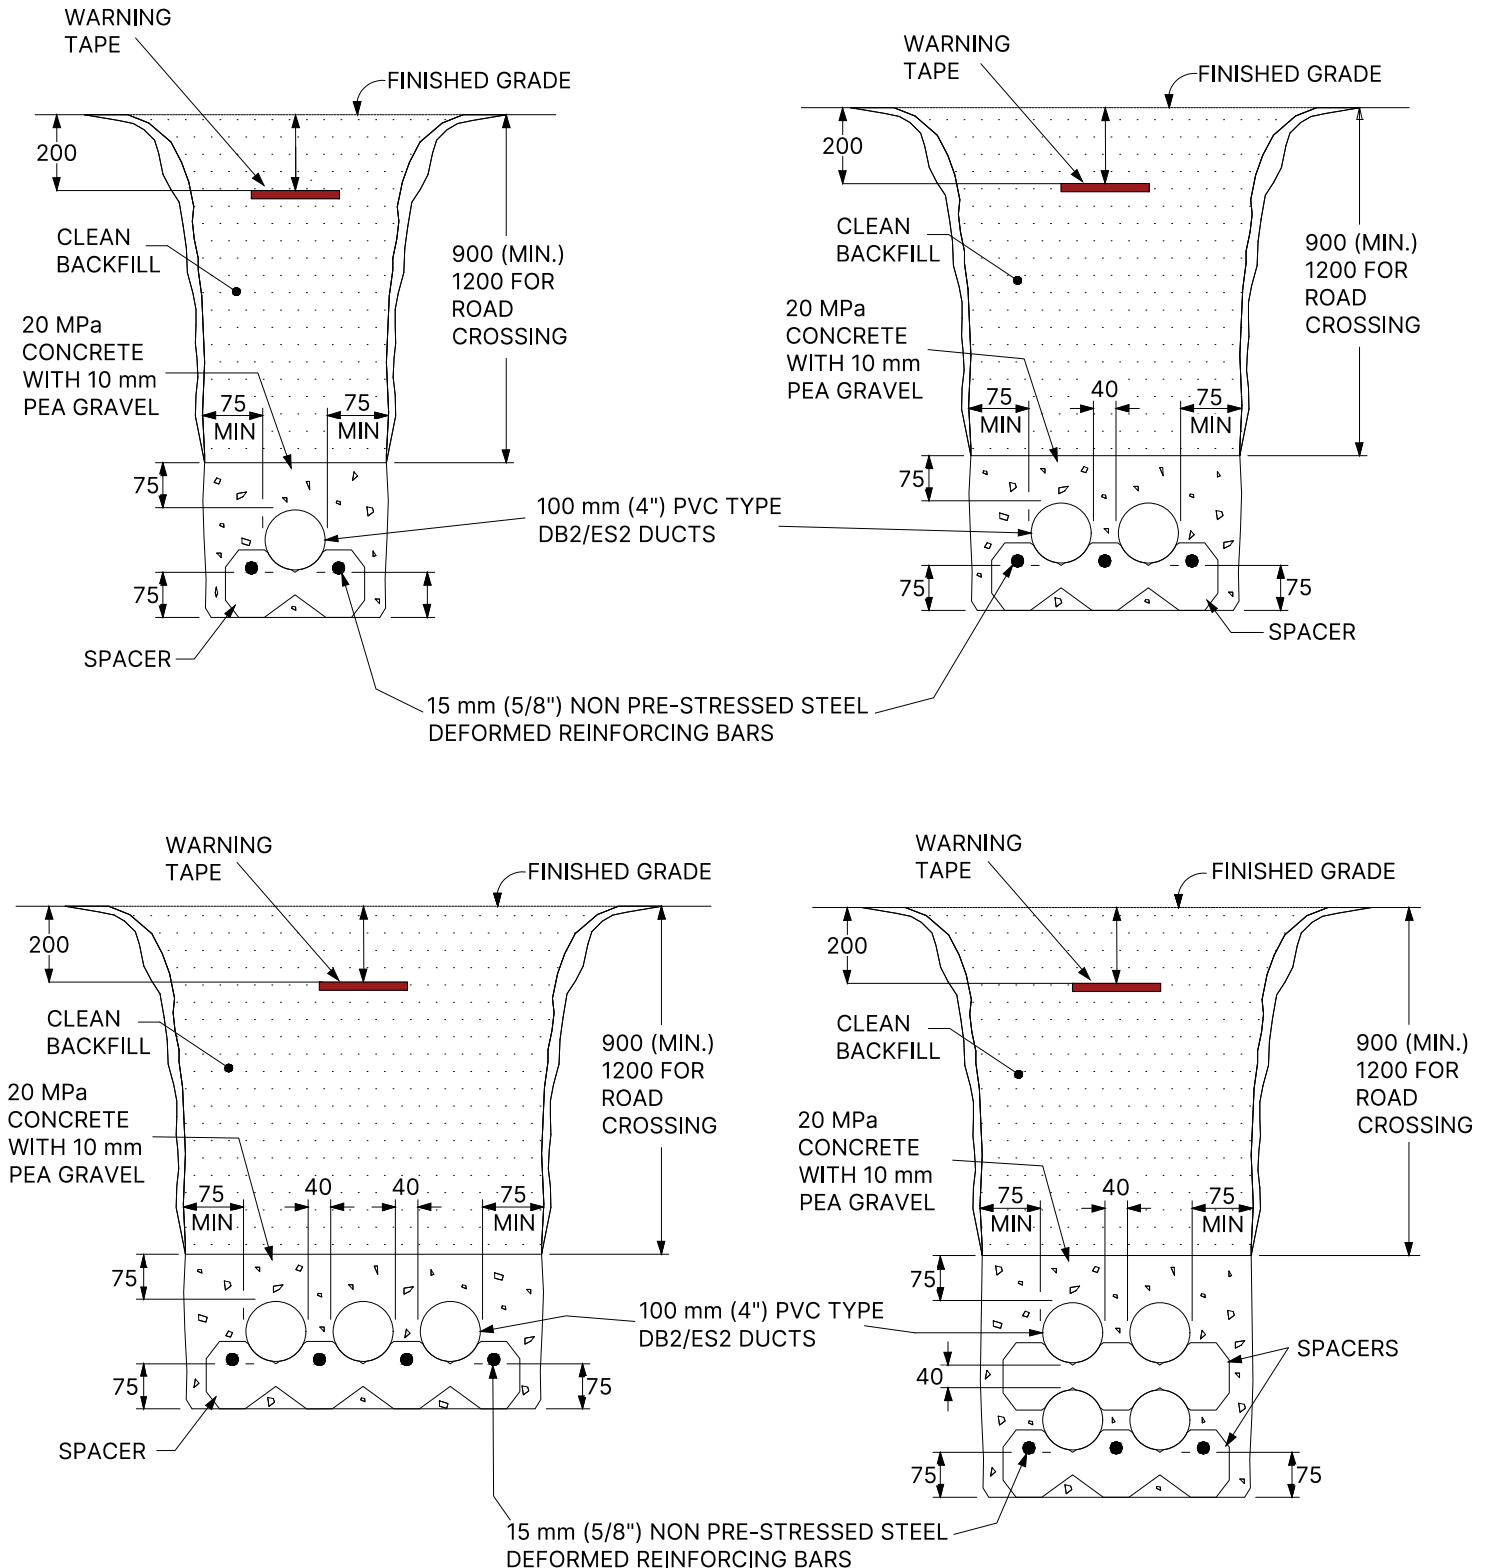 WARNING
TAPE
FINISHED GRADE
200
CLEAN
BACKFILL
900 (MIN.)
1200 FOR
ROAD
CROSSING
20 MPa
CONCRETE
WITH 10 mm
PEA GRAVEL
75
MIN
75
MIN
75
75
SPACER
WARNING
TAPE
FINISHED GRADE
200
CLEAN
BACKFILL
900 (MIN.)
1200 FOR
ROAD
CROSSING
20 MPa
CONCRETE
WITH 10 mm
PEA GRAVEL
75
MIN
40
75
MIN
75
75
75
SPACER
100 mm (4") PVC TYPE
DB2/ES2 DUCTS
15 mm (5/8") NON PRE-STRESSED STEEL
DEFORMED REINFORCING BARS
WARNING
TAPE
FINISHED GRADE
200
CLEAN
BACKFILL
900 (MIN.)
1200 FOR
ROAD
CROSSING
20 MPa
CONCRETE
WITH 10 mm
PEA GRAVEL
75
MIN
40
40
75
MIN
75
75
75
SPACER
WARNING
TAPE
FINISHED GRADE
200
CLEAN
BACKFILL
900 (MIN.)
1200 FOR
ROAD
CROSSING
20 MPa
CONCRETE
WITH 10 mm
PEA GRAVEL
75
MIN
40
75
MIN
75
40
75
75
SPACERS
100 mm (4") PVC TYPE
DB2/ES2 DUCTS
15 mm (5/8") NON PRE-STRESSED STEEL
DEFORMED REINFORCING BARS